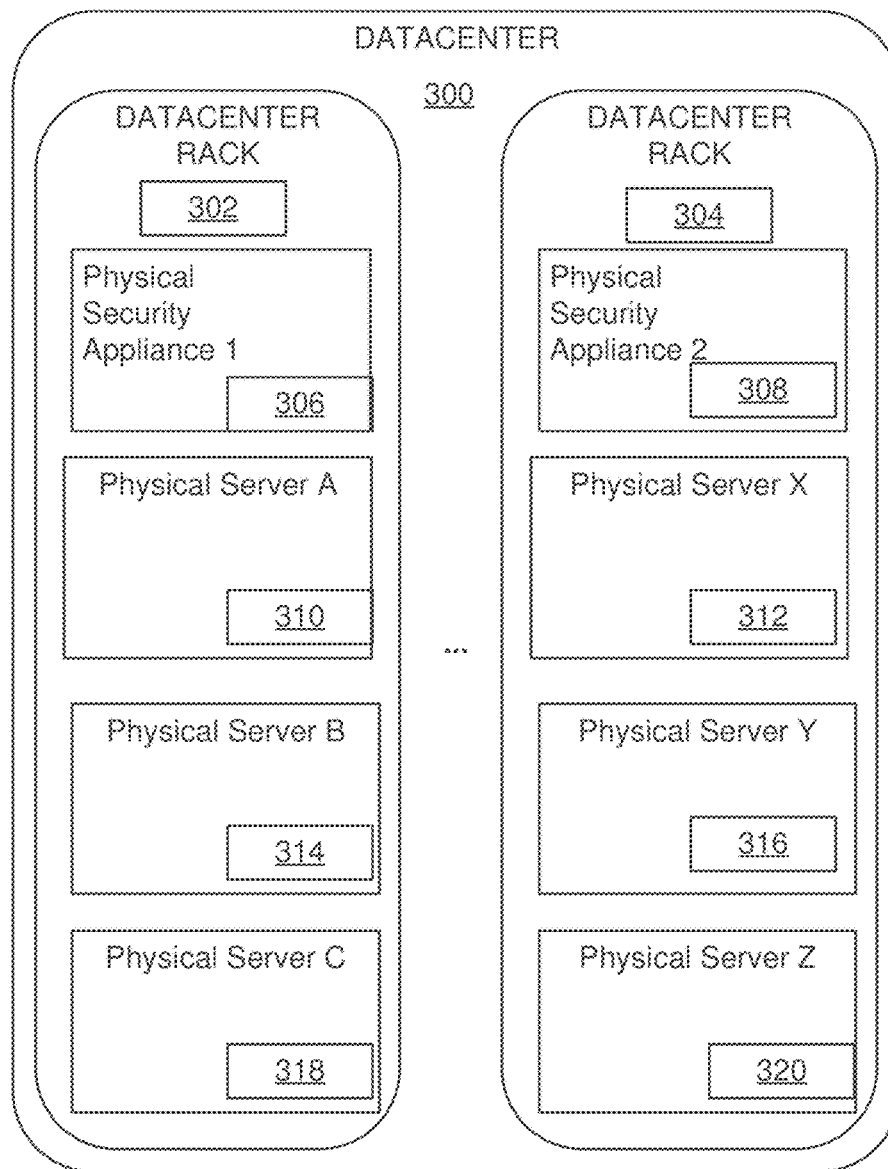 DATACENTER
300
DATACENTER
RACK
302
Physical
Security
Appliance 1
306
Physical Server A
310
Physical Server B
314
Physical Server C
318
...
DATACENTER
RACK
304
Physical
Security
Appliance 2
308
Physical Server X
312
Physical Server Y
316
Physical Server Z
320